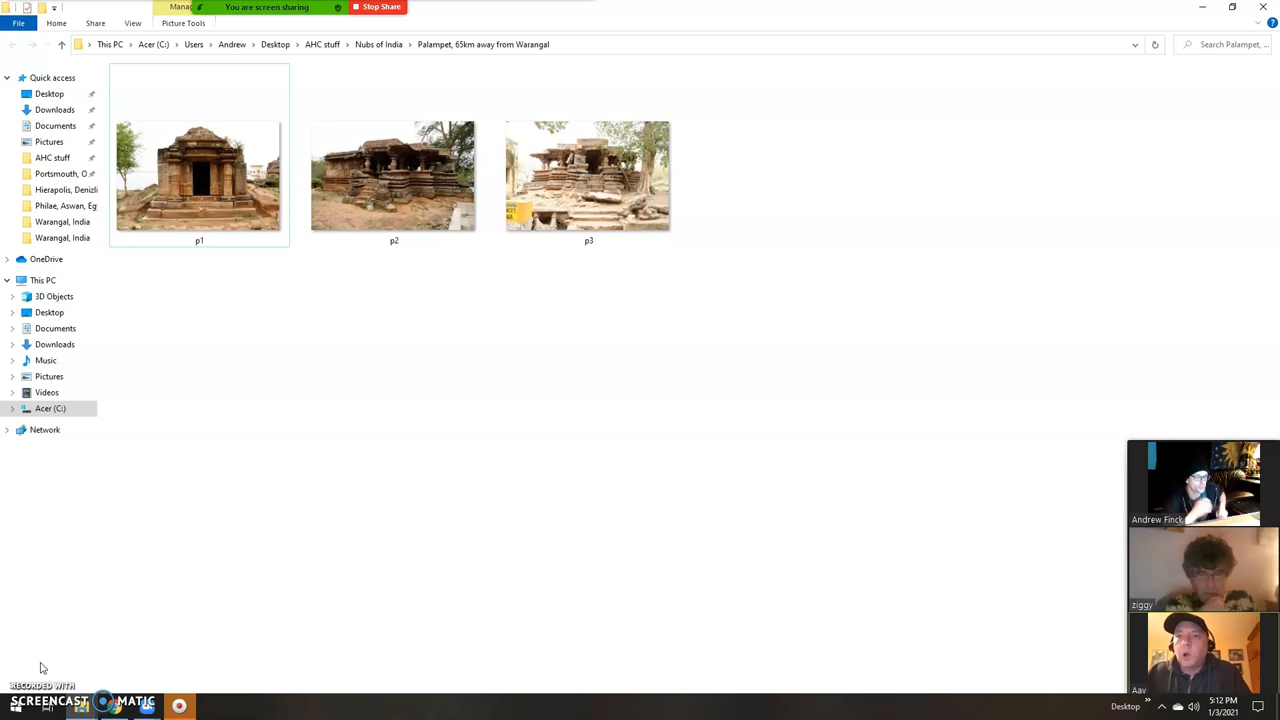 Manag
You are screen sharing
Stop Share
File
Home
Share
View
Picture Tools
This PC
Acer (C:)
Users
Andrew
Desktop
AHC stuff
Nubs of India
Palampet, 65km away from Warangal
Search Palampet, ...
Quick access
Desktop
Downloads
Documents
Pictures
AHC stuff
Portsmouth, O
Hierapolis, Denizli
Philae, Aswan, Eg
Warangal, India
Warangal, India
OneDrive
This PC
3D Objects
Desktop
Documents
Downloads
Music
Pictures
Videos
Acer (C:)
Network
p1
p2
p3
Andrew Finck
ziggy
Aav
RECORDED WITH
SCREENCAST MATIC
Desktop
5:12 PM
1/3/2021